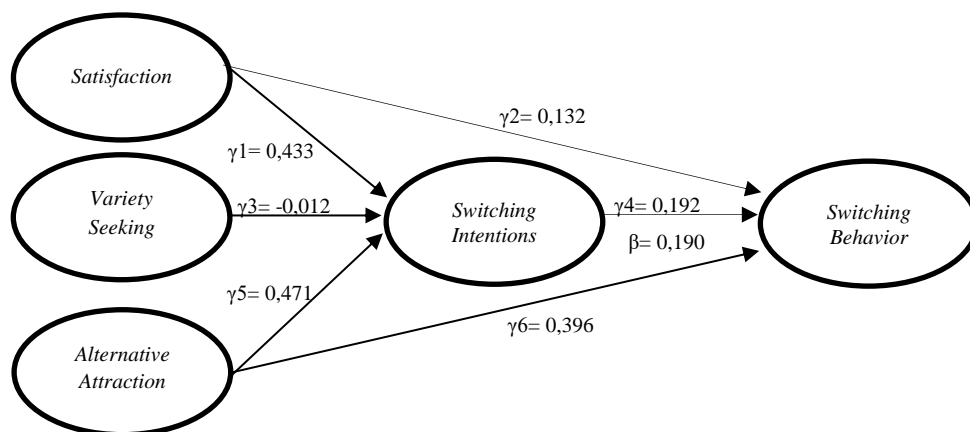 Satisfaction
γ2= 0,132
γ1= 0,433
Variety
Seeking
γ3= -0,012
Switching
Intentions
γ4= 0,192
β= 0,190
Switching
Behavior
γ5= 0,471
γ6= 0,396
Alternative
Attraction